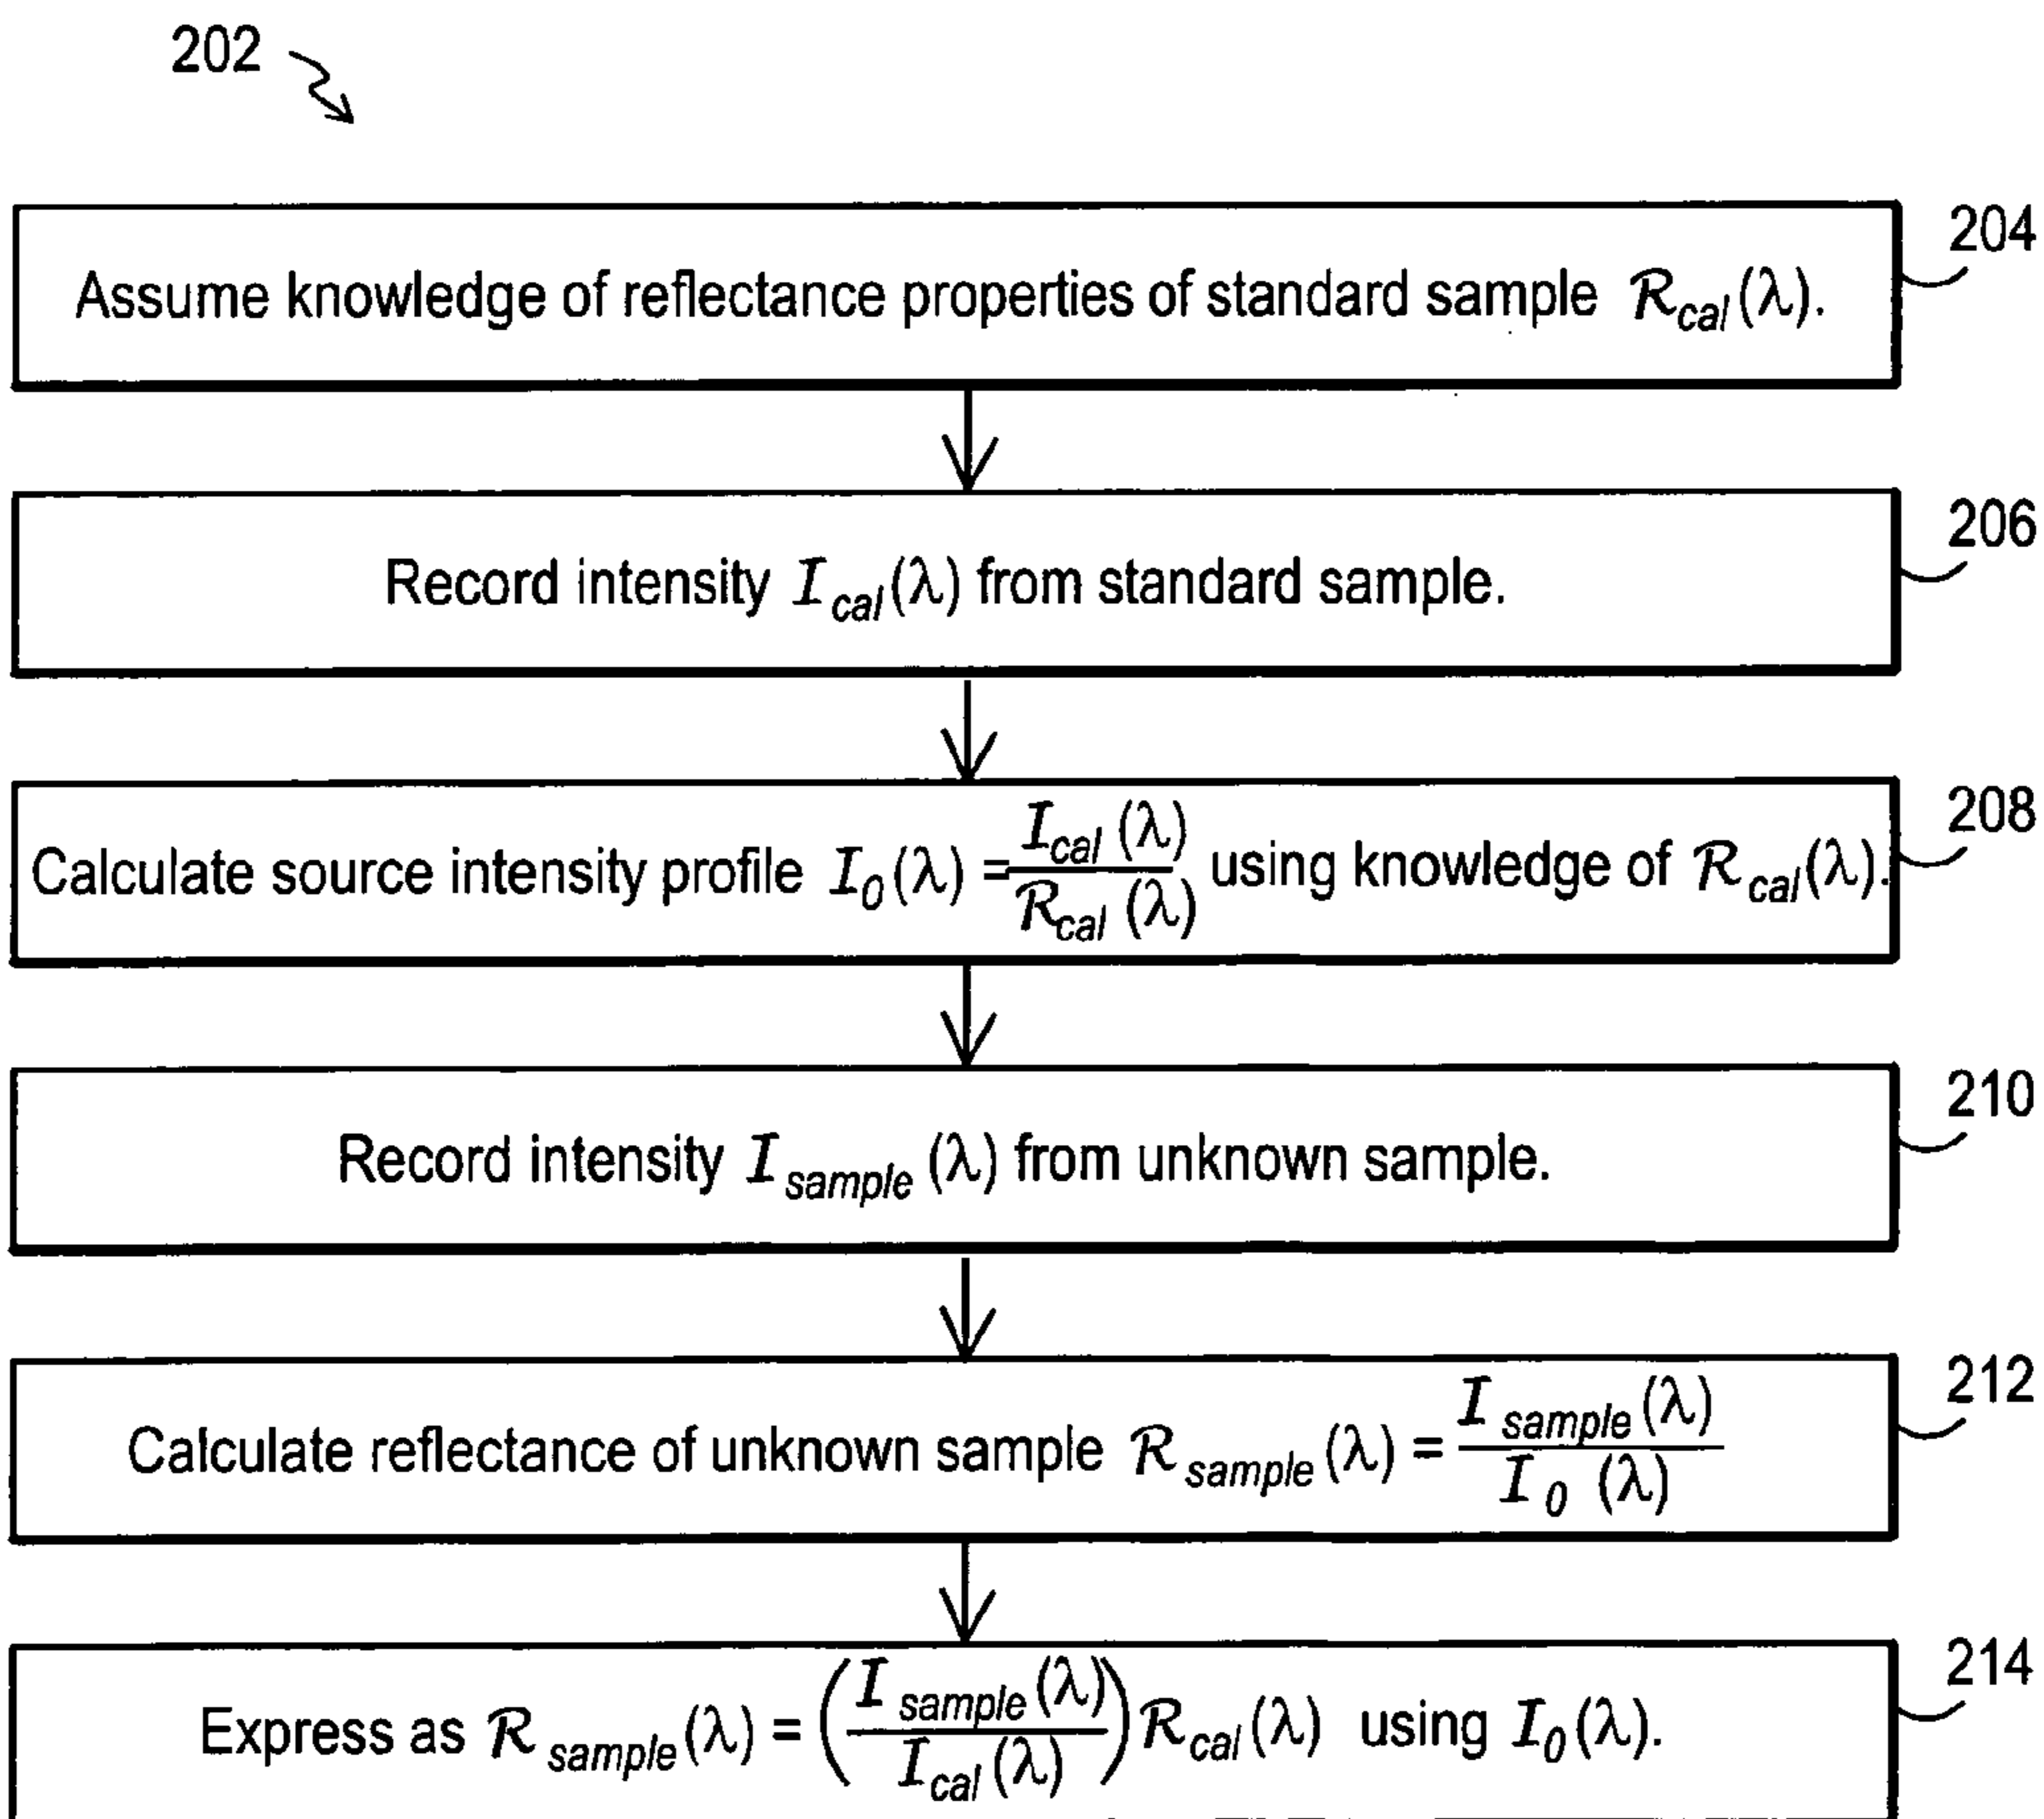 202
204
Assume knowledge of reflectance properties of standard sample ℛcal(λ).
206
Record intensity Ical(λ) from standard sample.
208
Calculate source intensity profile I0(λ) = Ical(λ) / ℛcal(λ) using knowledge of ℛcal(λ).
210
Record intensity Isample(λ) from unknown sample.
212
Calculate reflectance of unknown sample ℛsample(λ) = Isample(λ) / I0(λ)
214
Express as ℛsample(λ) = (Isample(λ) / Ical(λ)) ℛcal(λ) using I0(λ).